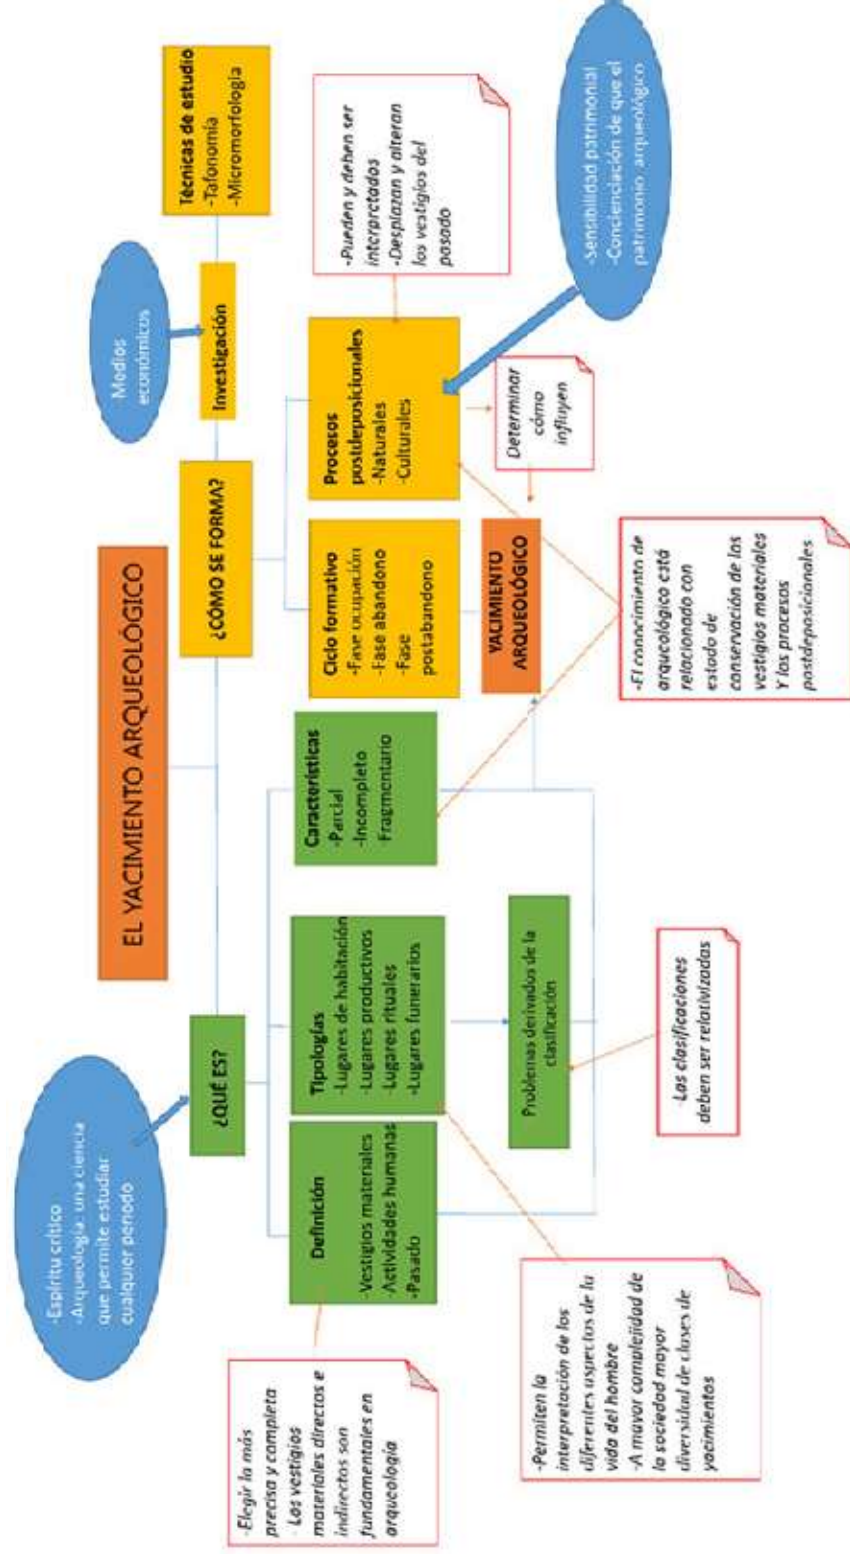 EL YACIMIENTO ARQUEOLÓGICO
-Espíritu crítico
-Arqueología: una ciencia
que permite estudiar
cualquier periodo
¿QUÉ ES?
Definición
-Vestigios materiales
-Actividades humanas
-Pasado
-Elegir la más
precisa y completa
- Los vestigios
materiales directos e
indirectos son
fundamentales en
arqueología
Tipologías
-Lugares de habitación
-Lugares productivos
-Lugares rituales
-Lugares funerarios
-Permiten la
interpretación de los
diferentes aspectos de la
vida del hombre
-A mayor complejidad de
la sociedad mayor
diversidad de clases de
yacimientos
Características
-Parcial
-Incompleto
Fragmentario
Problemas derivados de la
clasificación
- Las clasificaciones
deben ser relativizadas
¿CÓMO SE FORMA?
Medios
económicos
Investigación
Técnicas de estudio
-Tafonomía
-Micromorfología
Ciclo formativo
-Fase ocupación
-Fase abandono
-Fase
postabandono
Procesos
postdeposicionales
-Naturales
-Culturales
-Pueden y deben ser
interpretados
-Desplazan y alteran
los vestigios del
pasado
YACIMIENTO
ARQUEOLÓGICO
Determinar
cómo
influyen
-Sensibilidad patrimonial
-Concienciación de que el
patrimonio arqueológico
-El conocimiento de
arqueológico está
relacionado con
estado de
conservación de los
vestigios materiales
Y los procesos
postdeposicionales